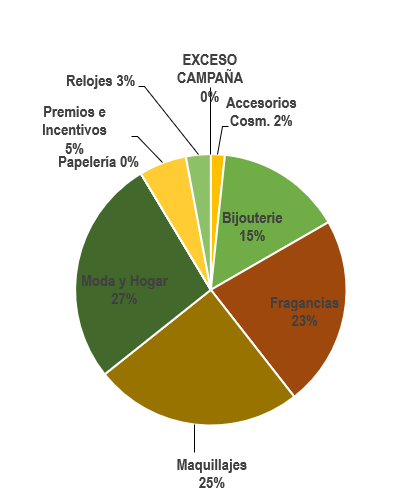 EXCESO
CAMPAÑA
0%
Accesorios
Cosm. 2%
Bijouterie
15%
Fragancias
23%
Maquillajes
25%
Moda y Hogar
27%
Papelería 0%
Premios e
Incentivos
5%
Relojes 3%